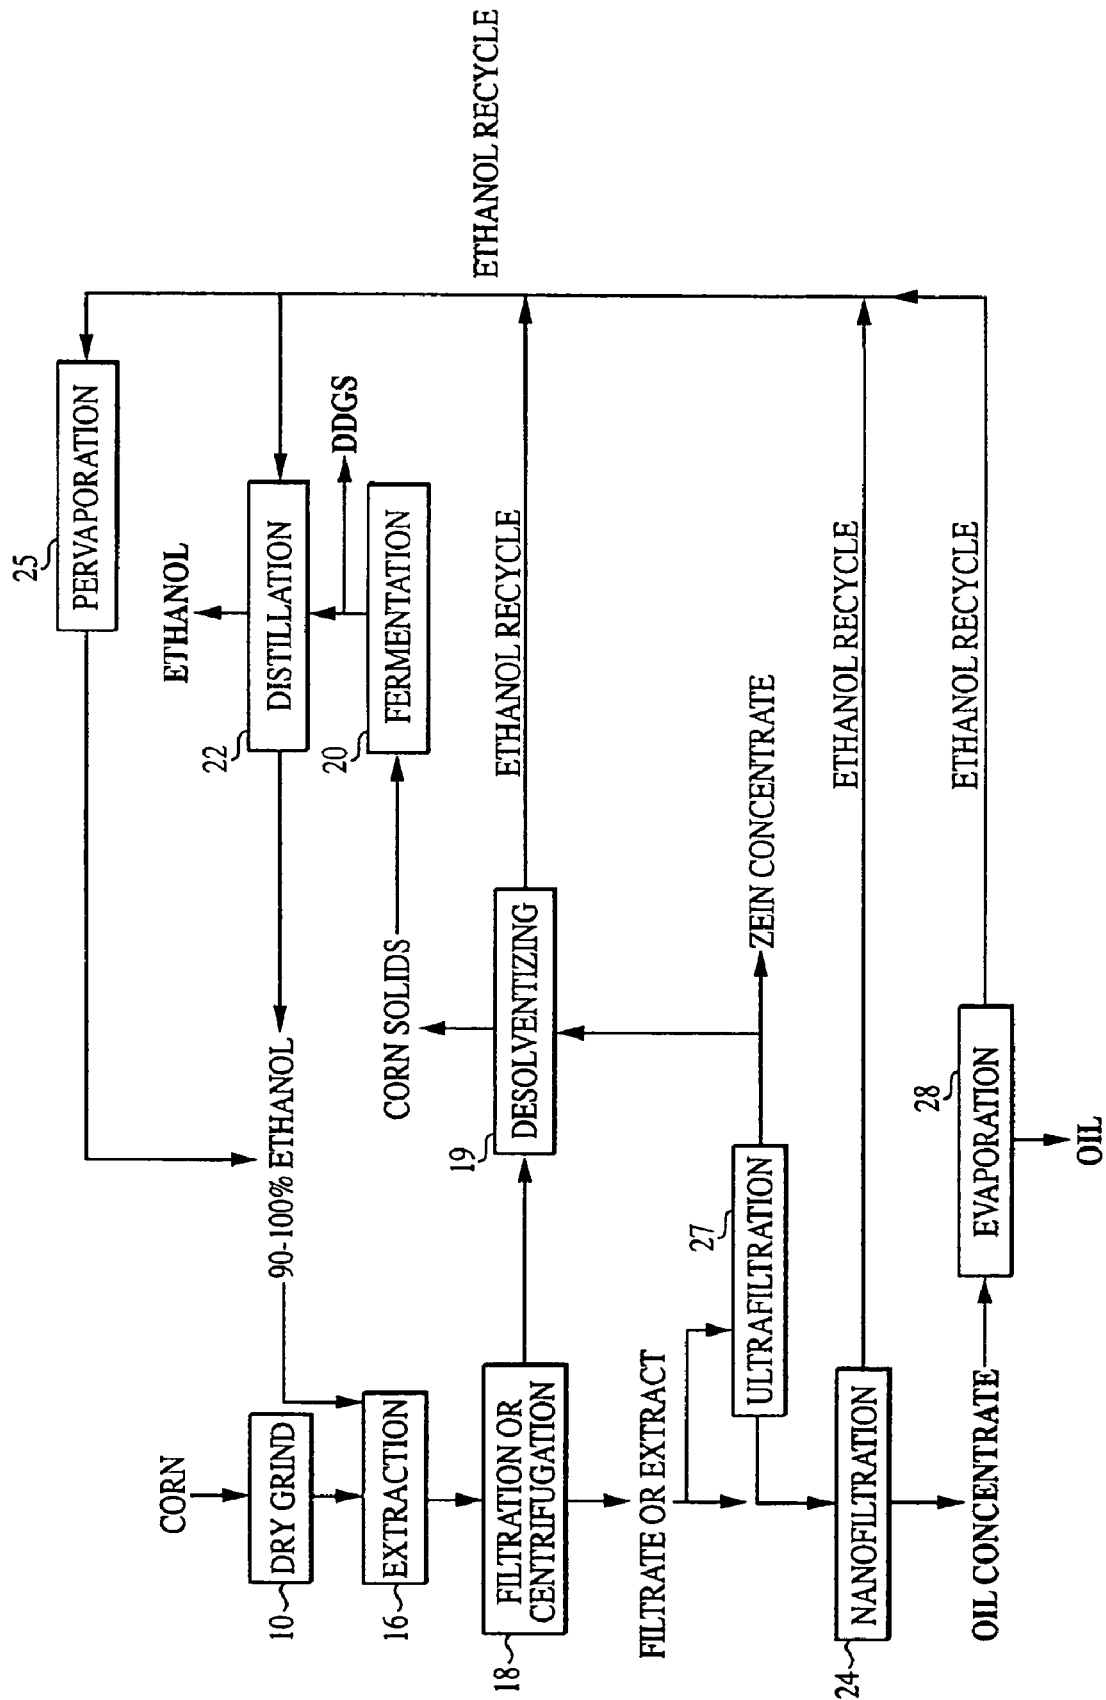 CORN
10
DRY GRIND
16
EXTRACTION
18
FILTRATION OR
CENTRIFUGATION
FILTRATE OR EXTRACT
24
NANOFILTRATION
OIL CONCENTRATE
90-100% ETHANOL
19
DESOLVENTIZING
CORN SOLIDS
27
ULTRAFILTRATION
ZEIN CONCENTRATE
28
EVAPORATION
OIL
25
PERVAPORATION
ETHANOL
22
DISTILLATION
DDGS
20
FERMENTATION
ETHANOL RECYCLE
ETHANOL RECYCLE
ETHANOL RECYCLE
ETHANOL RECYCLE